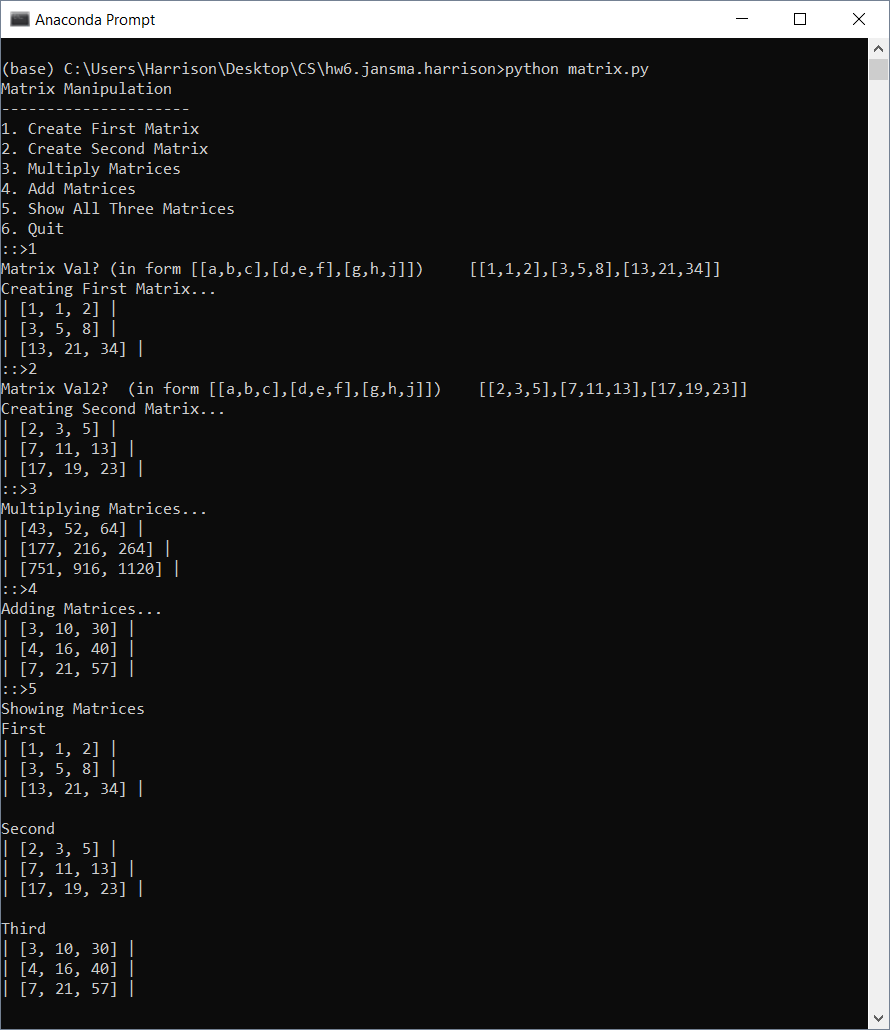 Anaconda Prompt
(base) C:\Users\Harrison\Desktop\CS\hw6.jansma.harrison>python matrix.py
Matrix Manipulation
---------------------
1. Create First Matrix
2. Create Second Matrix
3. Multiply Matrices
4. Add Matrices
5. Show All Three Matrices
6. Quit
::>1
Matrix Val? (in form [[a,b,c],[d,e,f],[g,h,j]])     [[1,1,2],[3,5,8],[13,21,34]]
Creating First Matrix...
| [1, 1, 2] |
| [3, 5, 8] |
| [13, 21, 34] |
::>2
Matrix Val2?  (in form [[a,b,c],[d,e,f],[g,h,j]])    [[2,3,5],[7,11,13],[17,19,23]]
Creating Second Matrix...
| [2, 3, 5] |
| [7, 11, 13] |
| [17, 19, 23] |
::>3
Multiplying Matrices...
| [43, 52, 64] |
| [177, 216, 264] |
| [751, 916, 1120] |
::>4
Adding Matrices...
| [3, 10, 30] |
| [4, 16, 40] |
| [7, 21, 57] |
::>5
Showing Matrices
First
| [1, 1, 2] |
| [3, 5, 8] |
| [13, 21, 34] |
Second
| [2, 3, 5] |
| [7, 11, 13] |
| [17, 19, 23] |
Third
| [3, 10, 30] |
| [4, 16, 40] |
| [7, 21, 57] |